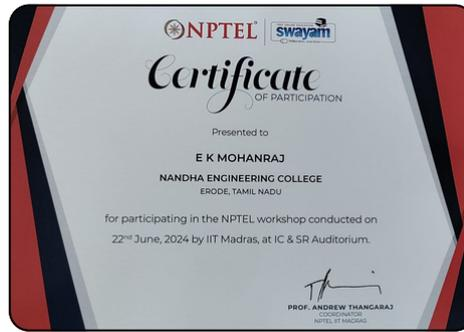 NPTEL swayam
Certificate
OF PARTICIPATION
Presented to
E K MOHANRAJ
NANDHA ENGINEERING COLLEGE
ERODE, TAMIL NADU
for participating in the NPTEL workshop conducted on
22nd June, 2024 by IIT Madras, at IC & SR Auditorium.
PROF. ANDREW THANGARAJ
COORDINATOR
NPTEL IIT MADRAS